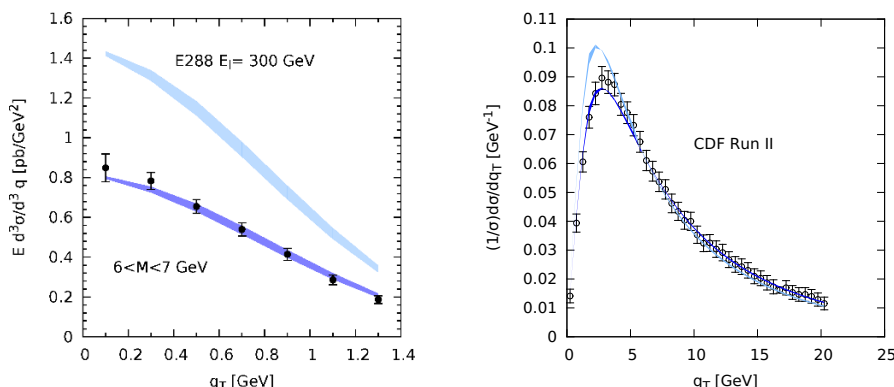 E d³σ/d³ q [pb/GeV²]
1.6
1.4
1.2
1
0.8
0.6
0.4
0.2
0
E288 Eₗ= 300 GeV
6<M<7 GeV
0 0.2 0.4 0.6 0.8 1 1.2 1.4
q_T [GeV]
(1/σ)dσ/dq_T [GeV⁻¹]
0.11
0.1
0.09
0.08
0.07
0.06
0.05
0.04
0.03
0.02
0.01
0
CDF Run II
0 5 10 15 20 25
q_T [GeV]